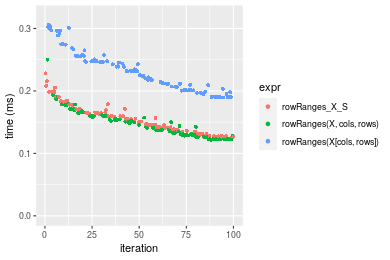 0.3
0.2
0.1
0.0
time (ms)
0
25
50
75
100
iteration
expr
rowRanges_X_S
rowRanges(X, cols, rows)
rowRanges(X[cols, rows])